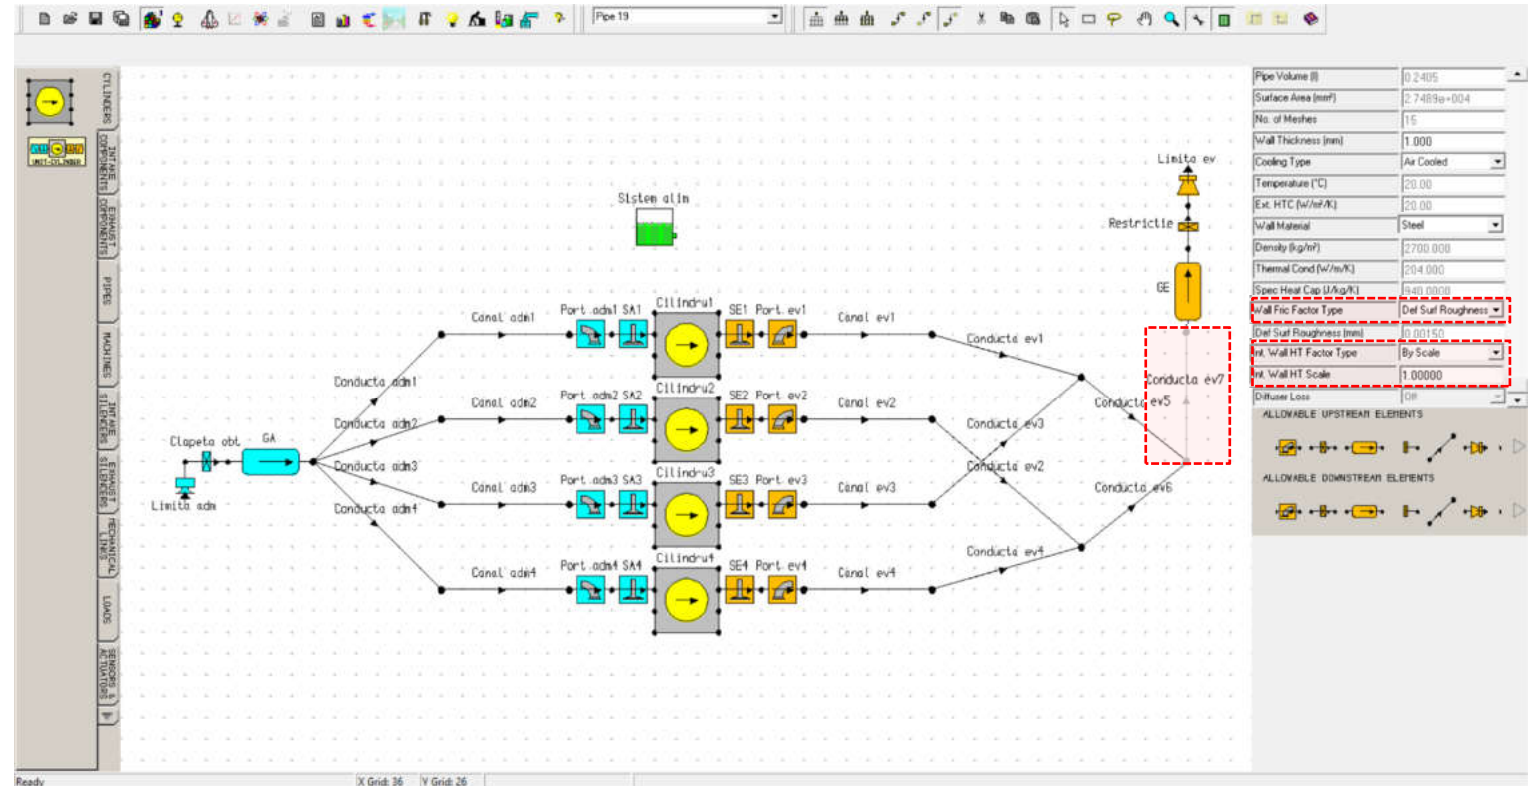 Pipe 19
CYLINDERS
UNIT-CYLINDER
INTAKE COMPONENTS
EXHAUST COMPONENTS
PIPES
MACHINES
INTAKE SILENCERS
EXHAUST SILENCERS
MECHANICAL LINKS
LOADS
SENSORS & ACTUATORS
Limita ev
Sistem alim
Restrictie
GE
Port adm1 SA1 Cilindru1 SE1 Port ev1
Canal adm1
Canal ev1
Conducta ev1
Conducta adm1
Conducta ev7
Port adm2 SA2 Cilindru2 SE2 Port ev2
Canal adm2
Canal ev2
Conducta ev5
Conducta adm2
Conducta ev3
Clapeta obt
GA
Conducta adm3
Conducta ev2
Port adm3 SA3 Cilindru3 SE3 Port ev3
Canal adm3
Canal ev3
Conducta ev6
Limita adm
Conducta adm4
Conducta ev4
Port adm4 SA4 Cilindru4 SE4 Port ev4
Canal adm4
Canal ev4
Pipe Volume (l) 0.2405
Surface Area (mm²) 2.7489e+004
No. of Meshes 15
Wall Thickness (mm) 1.000
Cooling Type Air Cooled
Temperature (°C) 20.00
Ext. HTC (W/m²/K) 20.00
Wall Material Steel
Density (kg/m³) 2700.000
Thermal Cond (W/m/K) 204.000
Spec Heat Cap (J/kg/K) 940.0000
Wall Fric Factor Type Def Surf Roughness
Def Surf Roughness (mm) 0.00150
Int. Wall HT Factor Type By Scale
Int. Wall HT Scale 1.00000
Diffuser Loss Off
ALLOWABLE UPSTREAM ELEMENTS
ALLOWABLE DOWNSTREAM ELEMENTS
Ready
X Grid: 36 Y Grid: 26